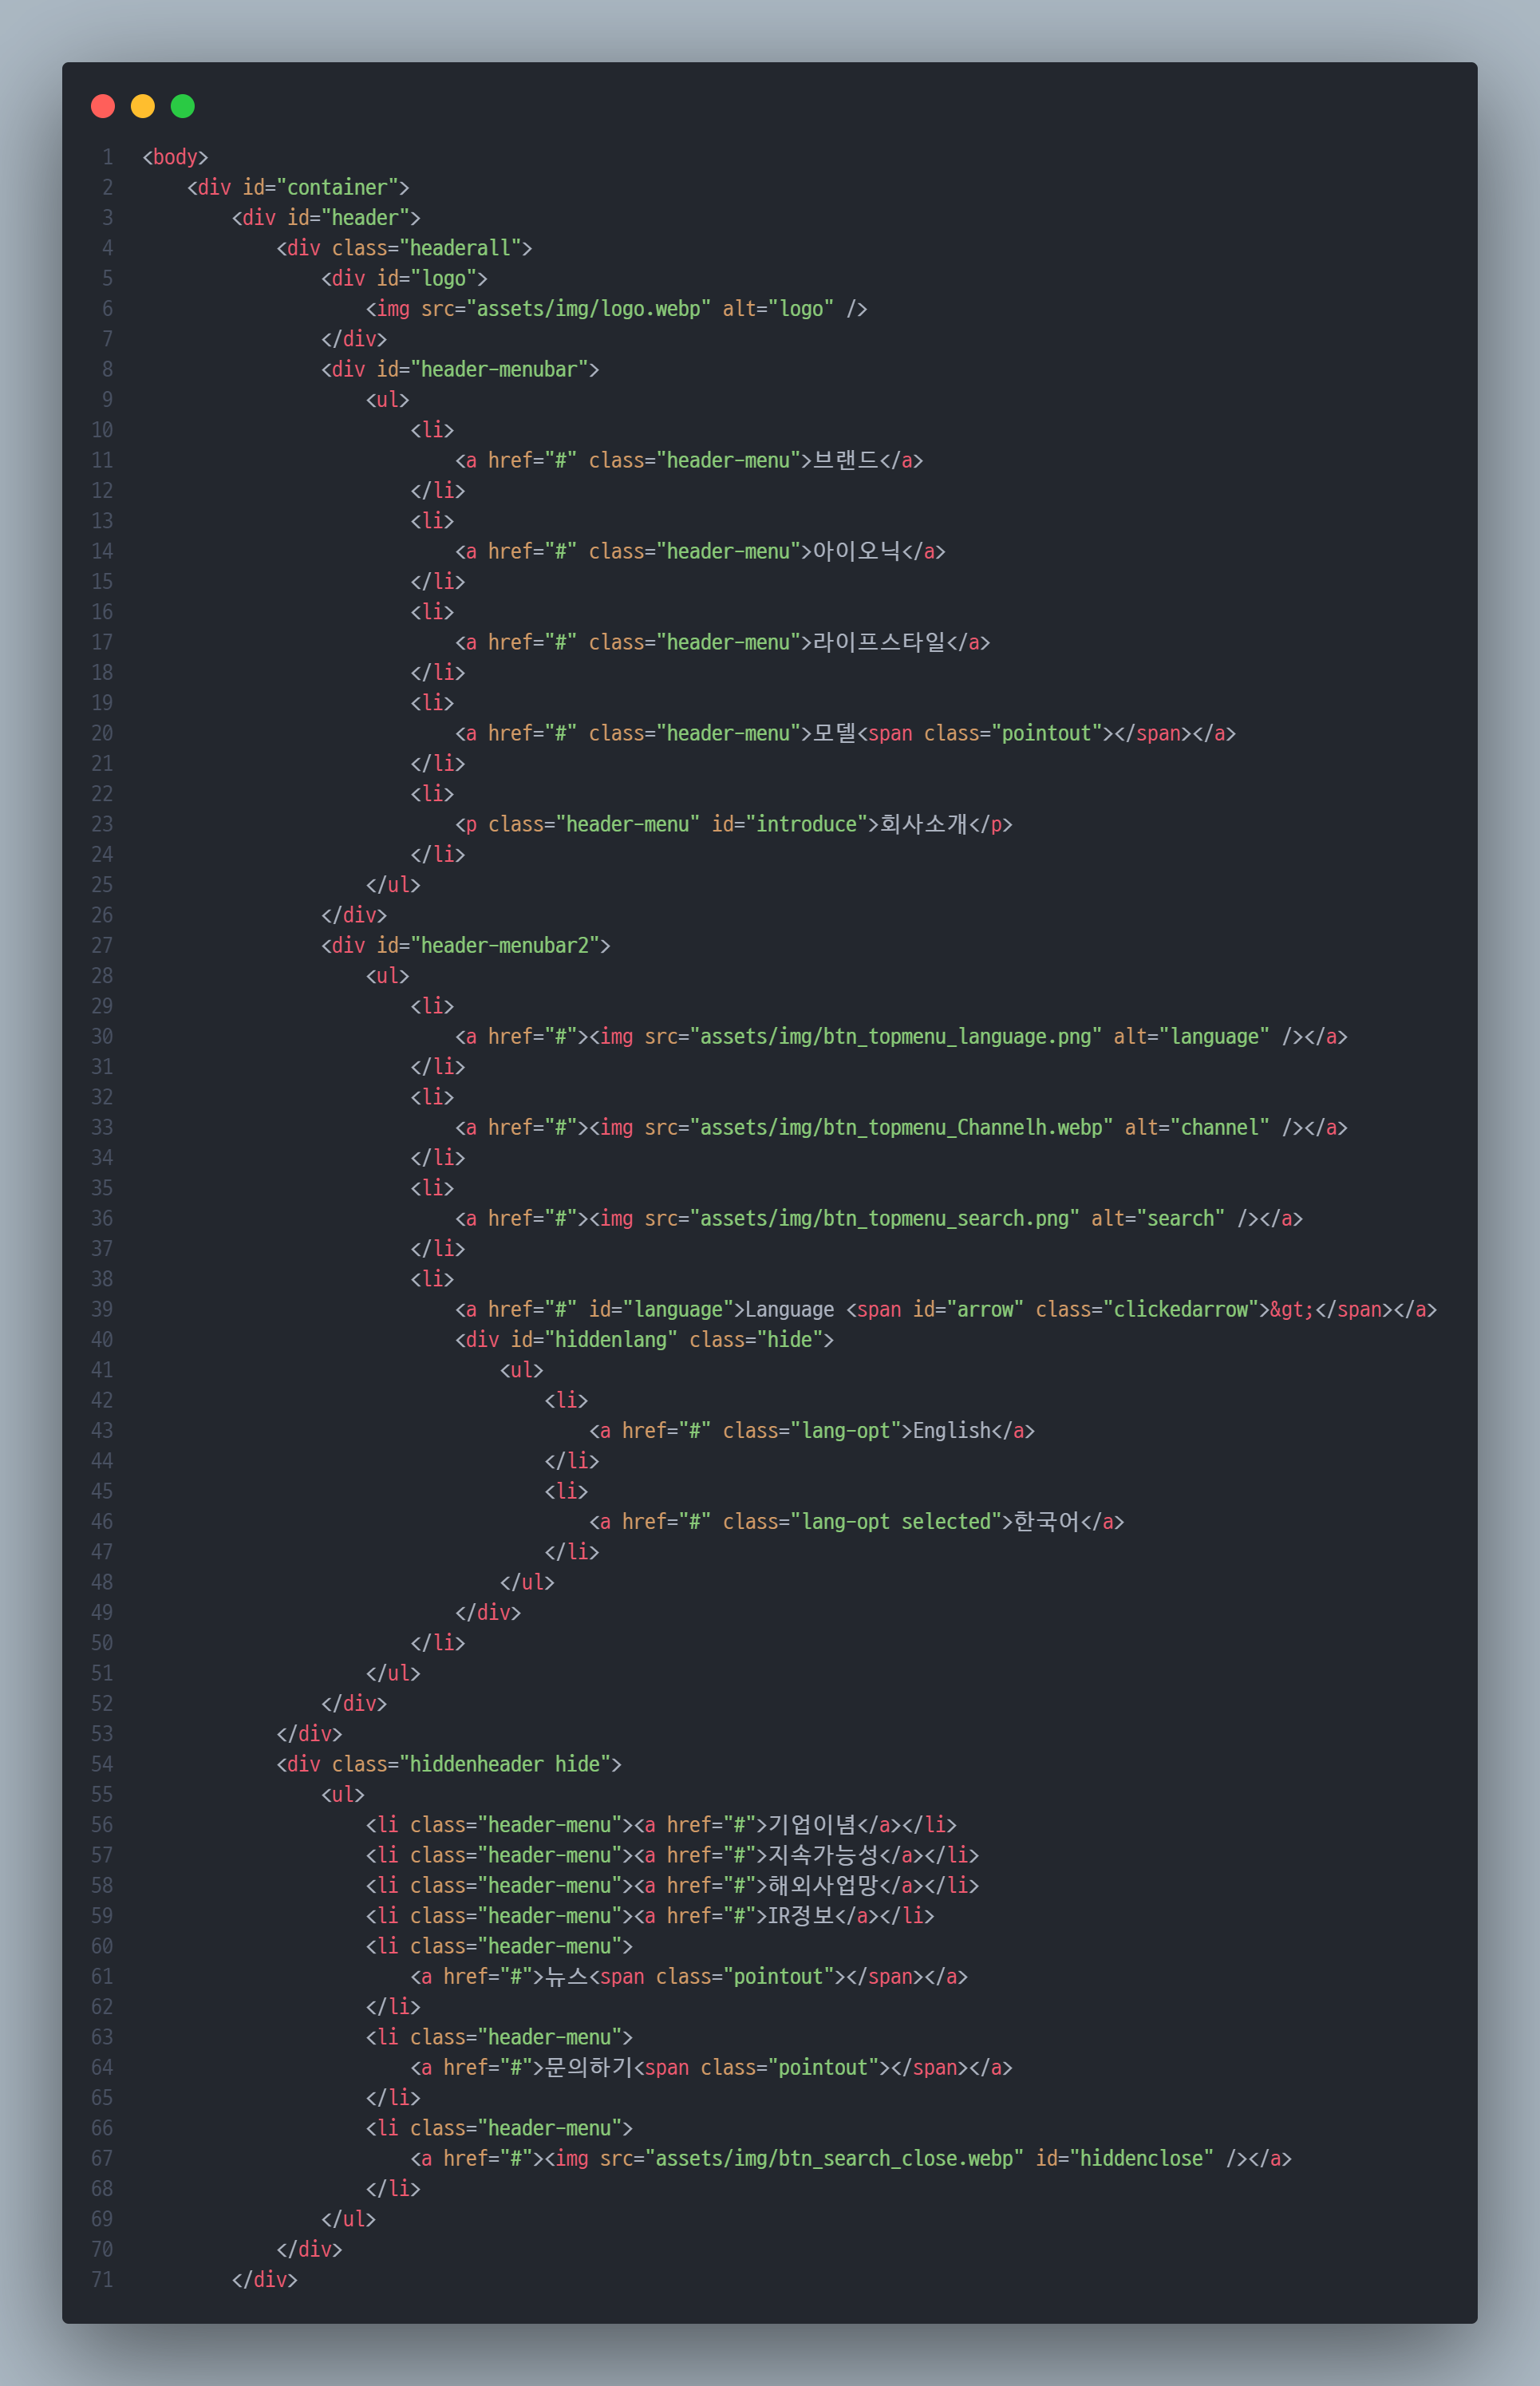 1 <body>
2     <div id="container">
3         <div id="header">
4             <div class="headerall">
5                 <div id="logo">
6                     <img src="assets/img/logo.webp" alt="logo" />
7                 </div>
8                 <div id="header-menubar">
9                     <ul>
10                         <li>
11                             <a href="#" class="header-menu">브랜드</a>
12                         </li>
13                         <li>
14                             <a href="#" class="header-menu">아이오닉</a>
15                         </li>
16                         <li>
17                             <a href="#" class="header-menu">라이프스타일</a>
18                         </li>
19                         <li>
20                             <a href="#" class="header-menu">모델<span class="pointout"></span></a>
21                         </li>
22                         <li>
23                             <p class="header-menu" id="introduce">회사소개</p>
24                         </li>
25                     </ul>
26                 </div>
27                 <div id="header-menubar2">
28                     <ul>
29                         <li>
30                             <a href="#"><img src="assets/img/btn_topmenu_language.png" alt="language" /></a>
31                         </li>
32                         <li>
33                             <a href="#"><img src="assets/img/btn_topmenu_Channelh.webp" alt="channel" /></a>
34                         </li>
35                         <li>
36                             <a href="#"><img src="assets/img/btn_topmenu_search.png" alt="search" /></a>
37                         </li>
38                         <li>
39                             <a href="#" id="language">Language <span id="arrow" class="clickedarrow">&gt;</span></a>
40                             <div id="hiddenlang" class="hide">
41                                 <ul>
42                                     <li>
43                                         <a href="#" class="lang-opt">English</a>
44                                     </li>
45                                     <li>
46                                         <a href="#" class="lang-opt selected">한국어</a>
47                                     </li>
48                                 </ul>
49                             </div>
50                         </li>
51                     </ul>
52                 </div>
53             </div>
54             <div class="hiddenheader hide">
55                 <ul>
56                     <li class="header-menu"><a href="#">기업이념</a></li>
57                     <li class="header-menu"><a href="#">지속가능성</a></li>
58                     <li class="header-menu"><a href="#">해외사업망</a></li>
59                     <li class="header-menu"><a href="#">IR정보</a></li>
60                     <li class="header-menu">
61                         <a href="#">뉴스<span class="pointout"></span></a>
62                     </li>
63                     <li class="header-menu">
64                         <a href="#">문의하기<span class="pointout"></span></a>
65                     </li>
66                     <li class="header-menu">
67                         <a href="#"><img src="assets/img/btn_search_close.webp" id="hiddenclose" /></a>
68                     </li>
69                 </ul>
70             </div>
71         </div>